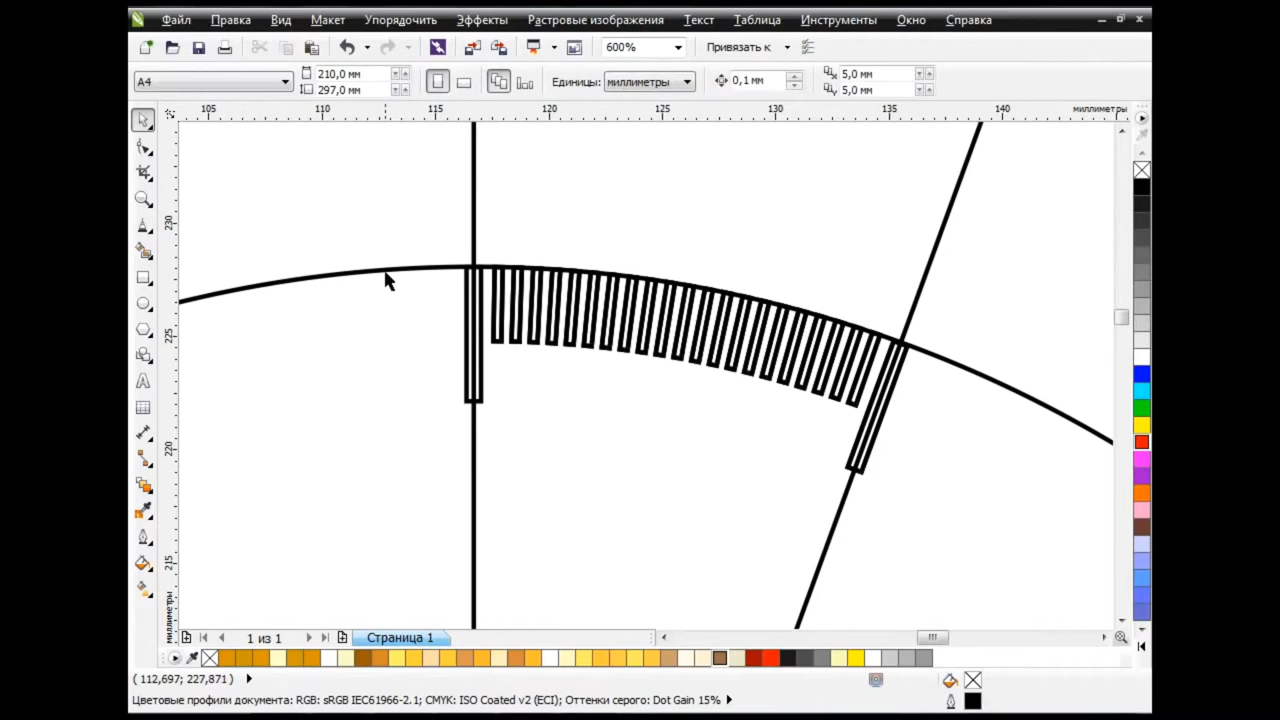 Файл Правка Вид Макет Упорядочить Эффекты Растровые изображения Текст Таблица Инструменты Окно Справка
600% Привязать к
A4 210,0 мм 297,0 мм Единицы: миллиметры 0,1 мм 5,0 мм 5,0 мм
105 110 115 120 125 130 135 140 миллиметры
230
225
220
215
миллиметры
1 из 1 Страница 1
( 112,697; 227,871 )
Цветовые профили документа: RGB: sRGB IEC61966-2.1; CMYK: ISO Coated v2 (ECI); Оттенки серого: Dot Gain 15%